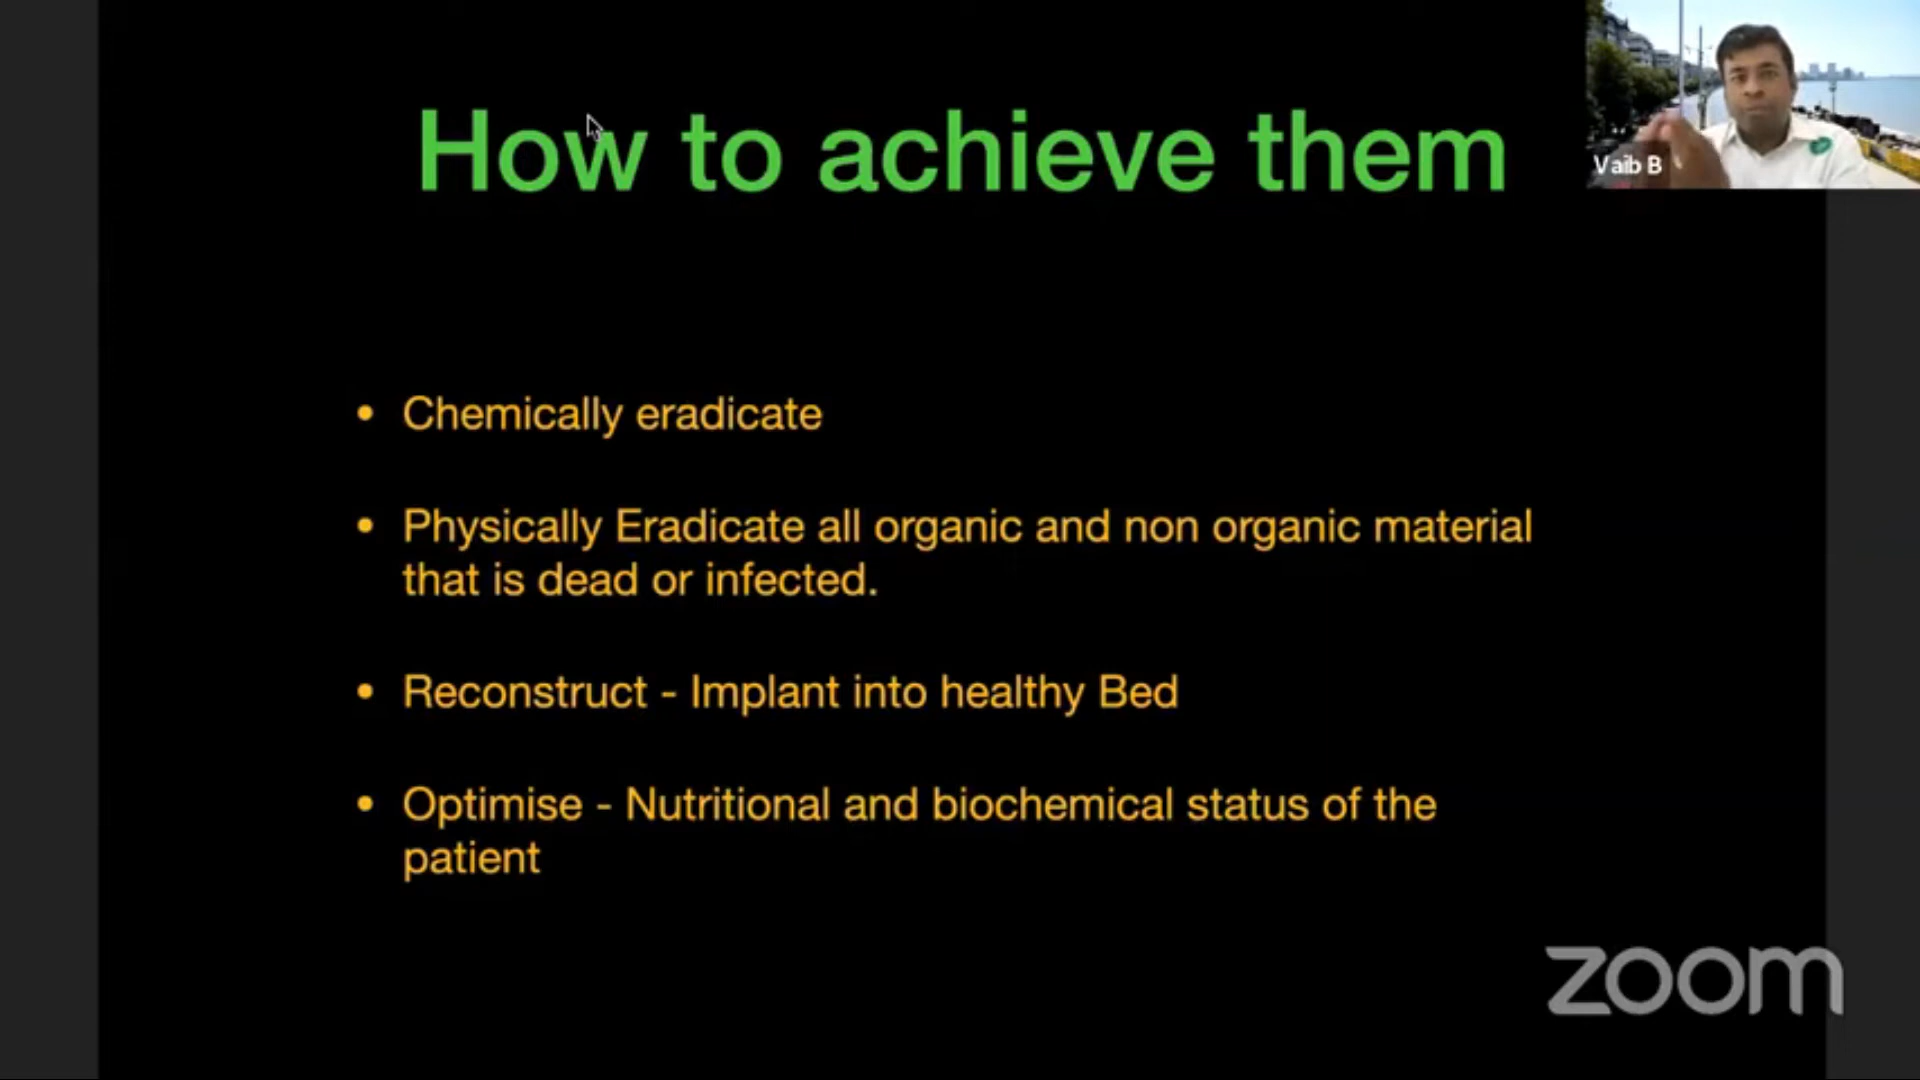 How to achieve them
Vaib B
• Chemically eradicate
• Physically Eradicate all organic and non organic material
that is dead or infected.
• Reconstruct - Implant into healthy Bed
• Optimise - Nutritional and biochemical status of the
patient
zoom